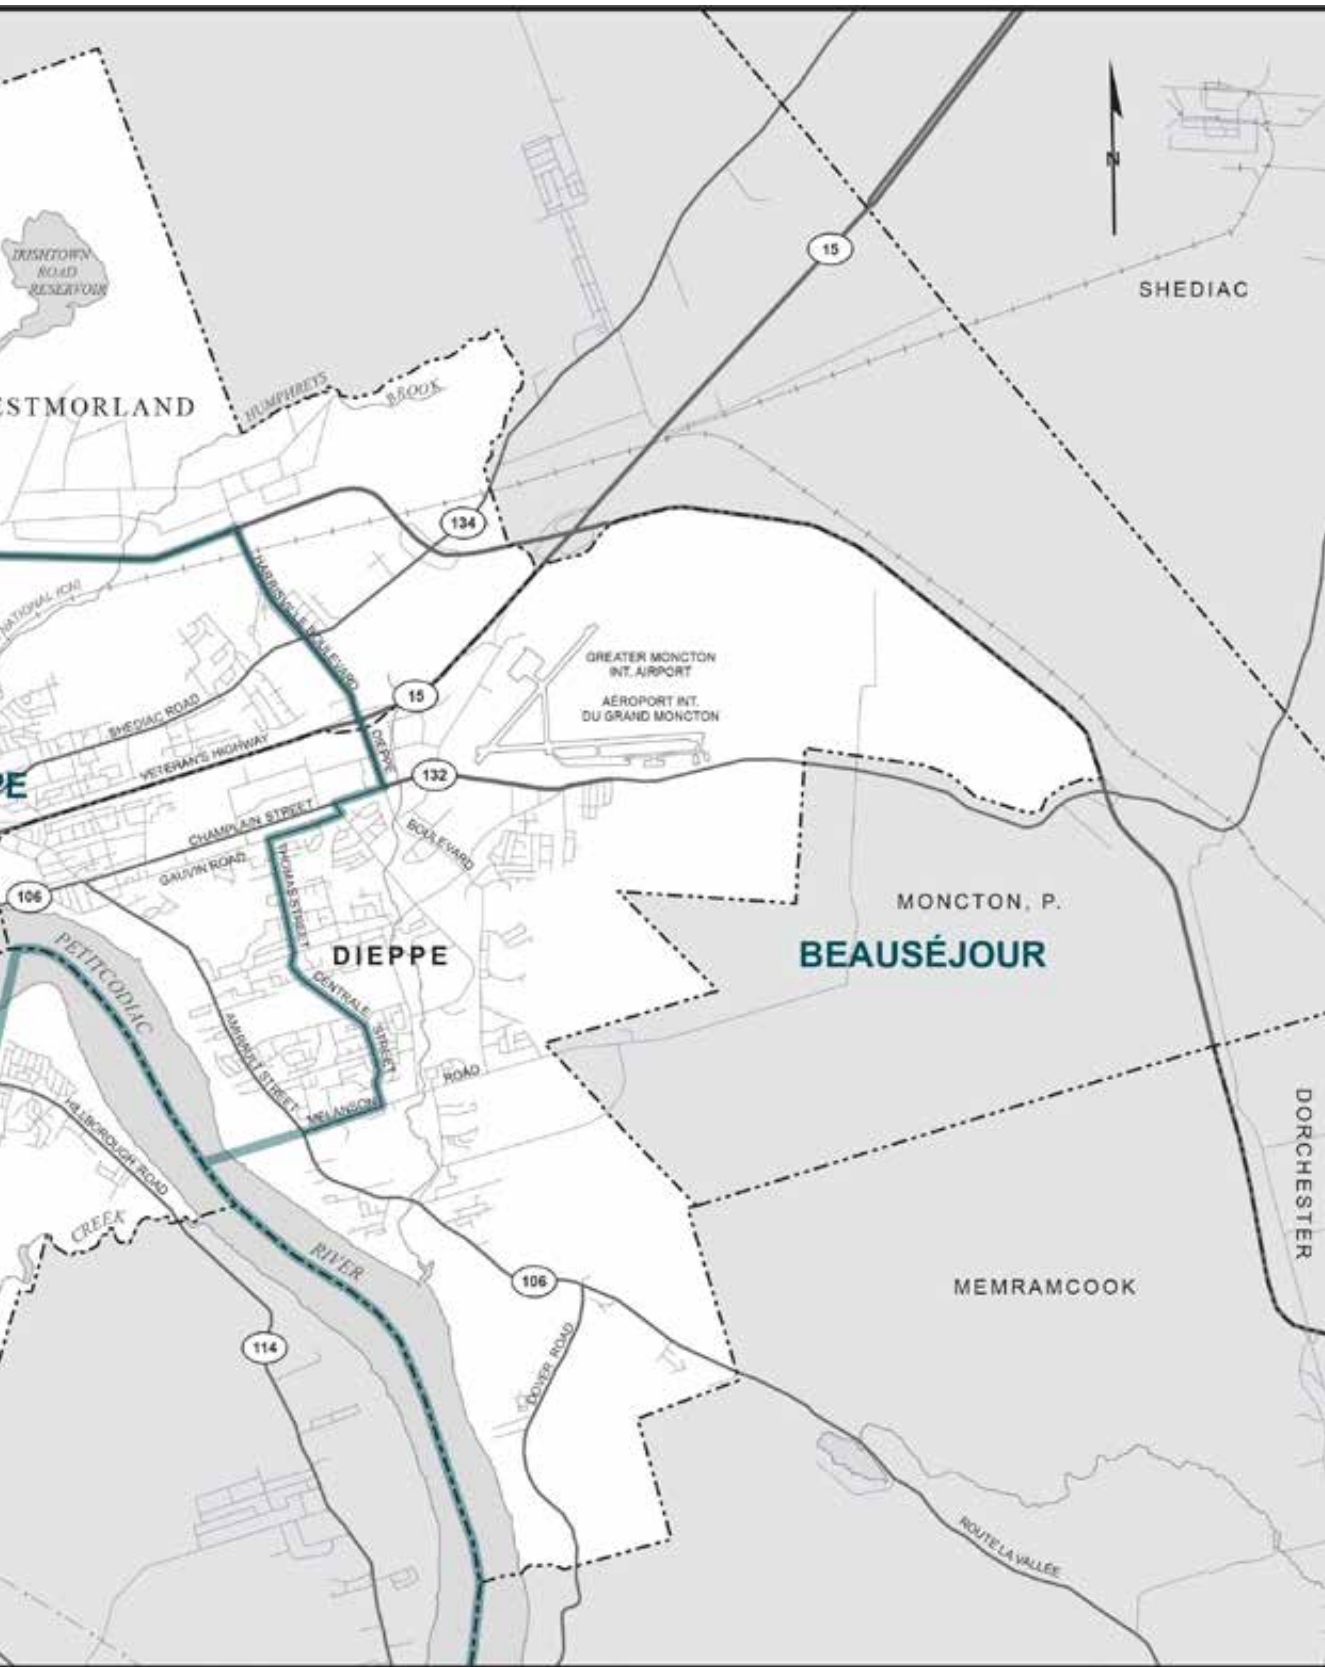 N
15
SHEDIAC
IRISHTOWN
ROAD
RESERVOIR
ESTMORLAND
HUMPHREYS
BROOK
134
NATIONAL (CN)
HARRISVILLE BOULEVARD
GREATER MONCTON
INT. AIRPORT
AÉROPORT INT.
DU GRAND MONCTON
15
SHEDIAC ROAD
VETERAN'S HIGHWAY
DIEPPE
BOULEVARD
PE
132
CHAMPLAIN STREET
GAUVIN ROAD
THOMAS STREET
106
MONCTON, P.
BEAUSÉJOUR
DIEPPE
PETITCODIAC
RIVER
CENTRALE STREET
AMIRAULT STREET
MELANSON
ROAD
HILLBOROUGH ROAD
CREEK
DORCHESTER
MEMRAMCOOK
106
114
DOVER ROAD
ROUTE LA VALLÉE